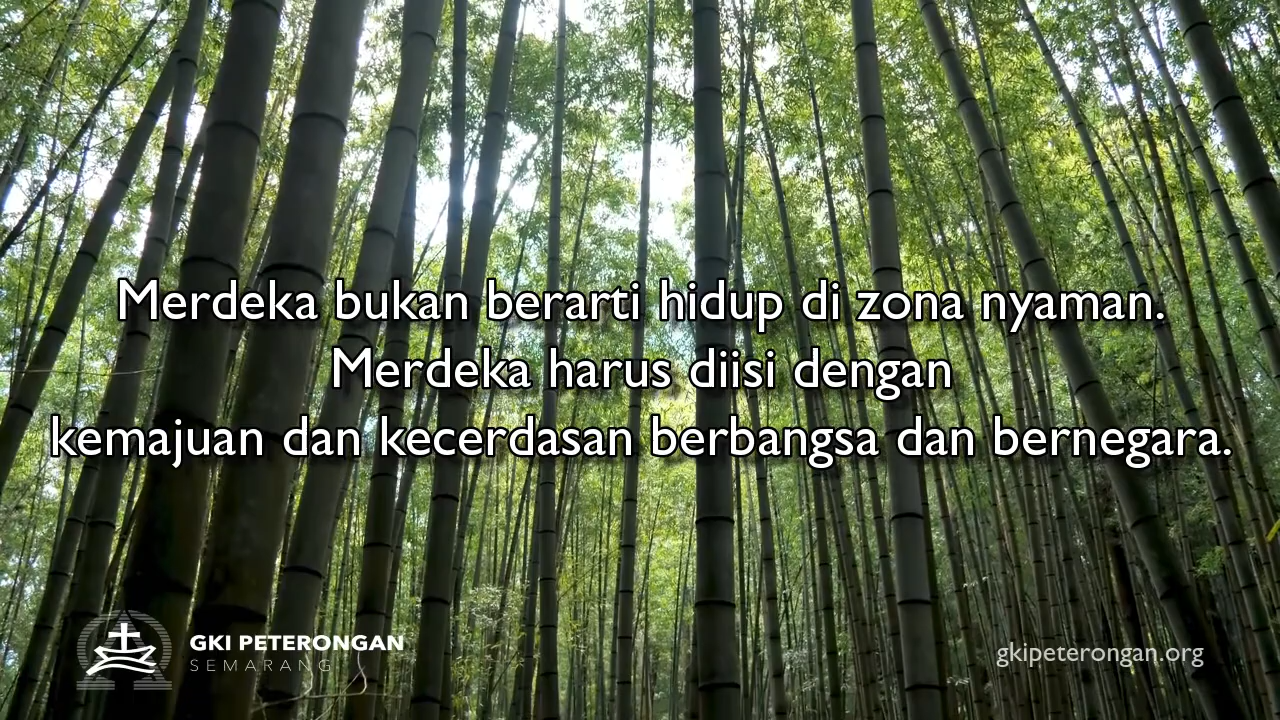 Merdeka bukan berarti hidup di zona nyaman.
Merdeka harus diisi dengan
kemajuan dan kecerdasan berbangsa dan bernegara.
GKI PETERONGAN
SEMARANG
gkipeterongan.org